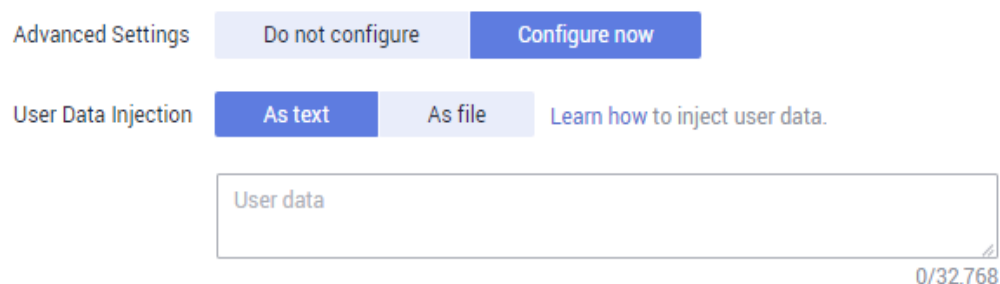 Advanced Settings Do not configure Configure now
User Data Injection As text As file Learn how to inject user data.
User data
0/32,768